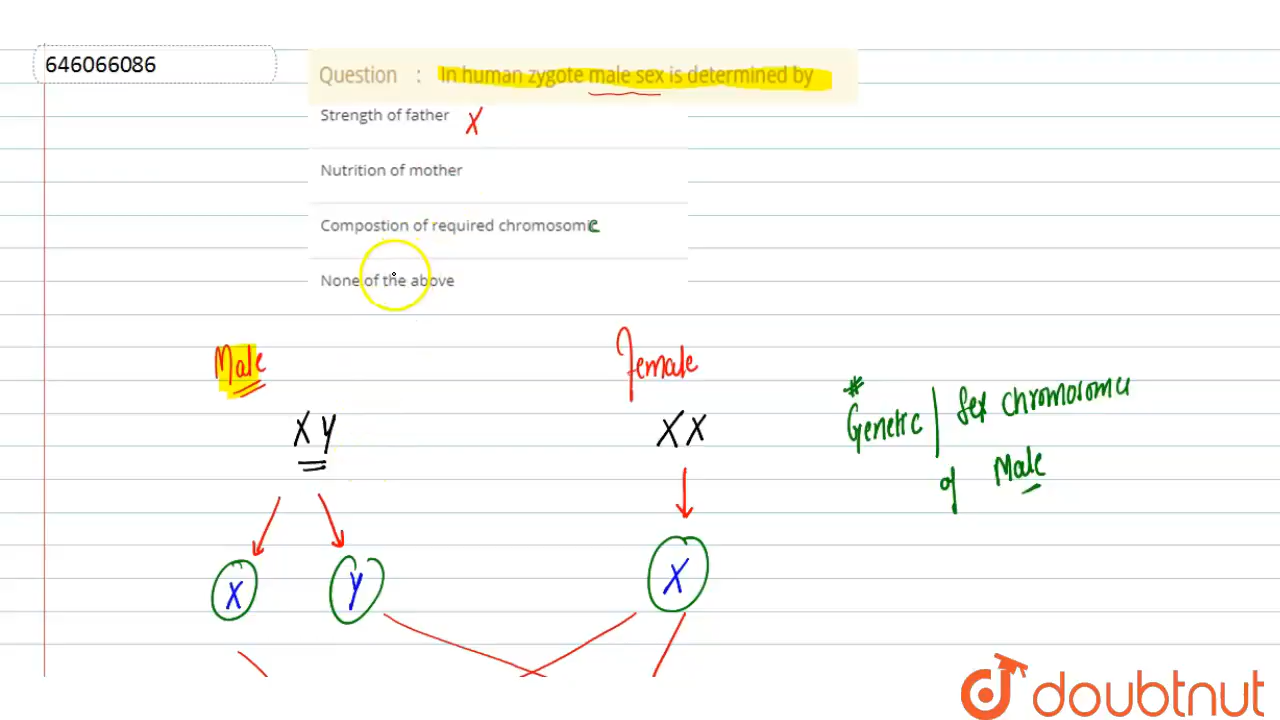 646066086
Question : In human zygote male sex is determined by
Strength of father X
Nutrition of mother
Compostion of required chromosomic
None of the above
Male Female
XY XX
* Genetic | Sex chromosome
of Male
X Y X
doubtnut